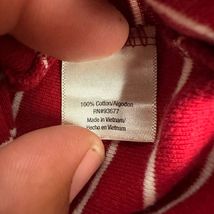 100% Cotton/Algodon
RN#93677
Made in Vietnam/
Hecho en Vietnam